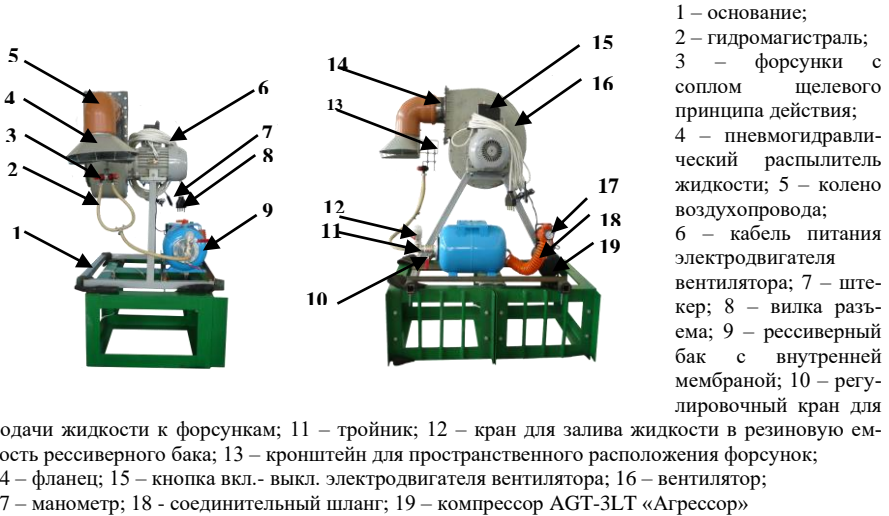 1 – основание;
2 – гидромагистраль;
3 – форсунки с
соплом щелевого
принципа действия;
4 – пневмогидравли-
ческий распылитель
жидкости; 5 – колено
воздухопровода;
6 – кабель питания
электродвигателя
вентилятора; 7 – ште-
кер; 8 – вилка разъ-
ема; 9 – рессиверный
бак с внутренней
мембраной; 10 – регу-
лировочный кран для
одачи жидкости к форсункам; 11 – тройник; 12 – кран для залива жидкости в резиновую ем-
ость рессиверного бака; 13 – кронштейн для пространственного расположения форсунок;
4 – фланец; 15 – кнопка вкл.- выкл. электродвигателя вентилятора; 16 – вентилятор;
7 – манометр; 18 - соединительный шланг; 19 – компрессор AGT-3LT «Агрессор»
5
4
3
2
1
6
7
8
9
14
13
12
11
10
15
16
17
18
19